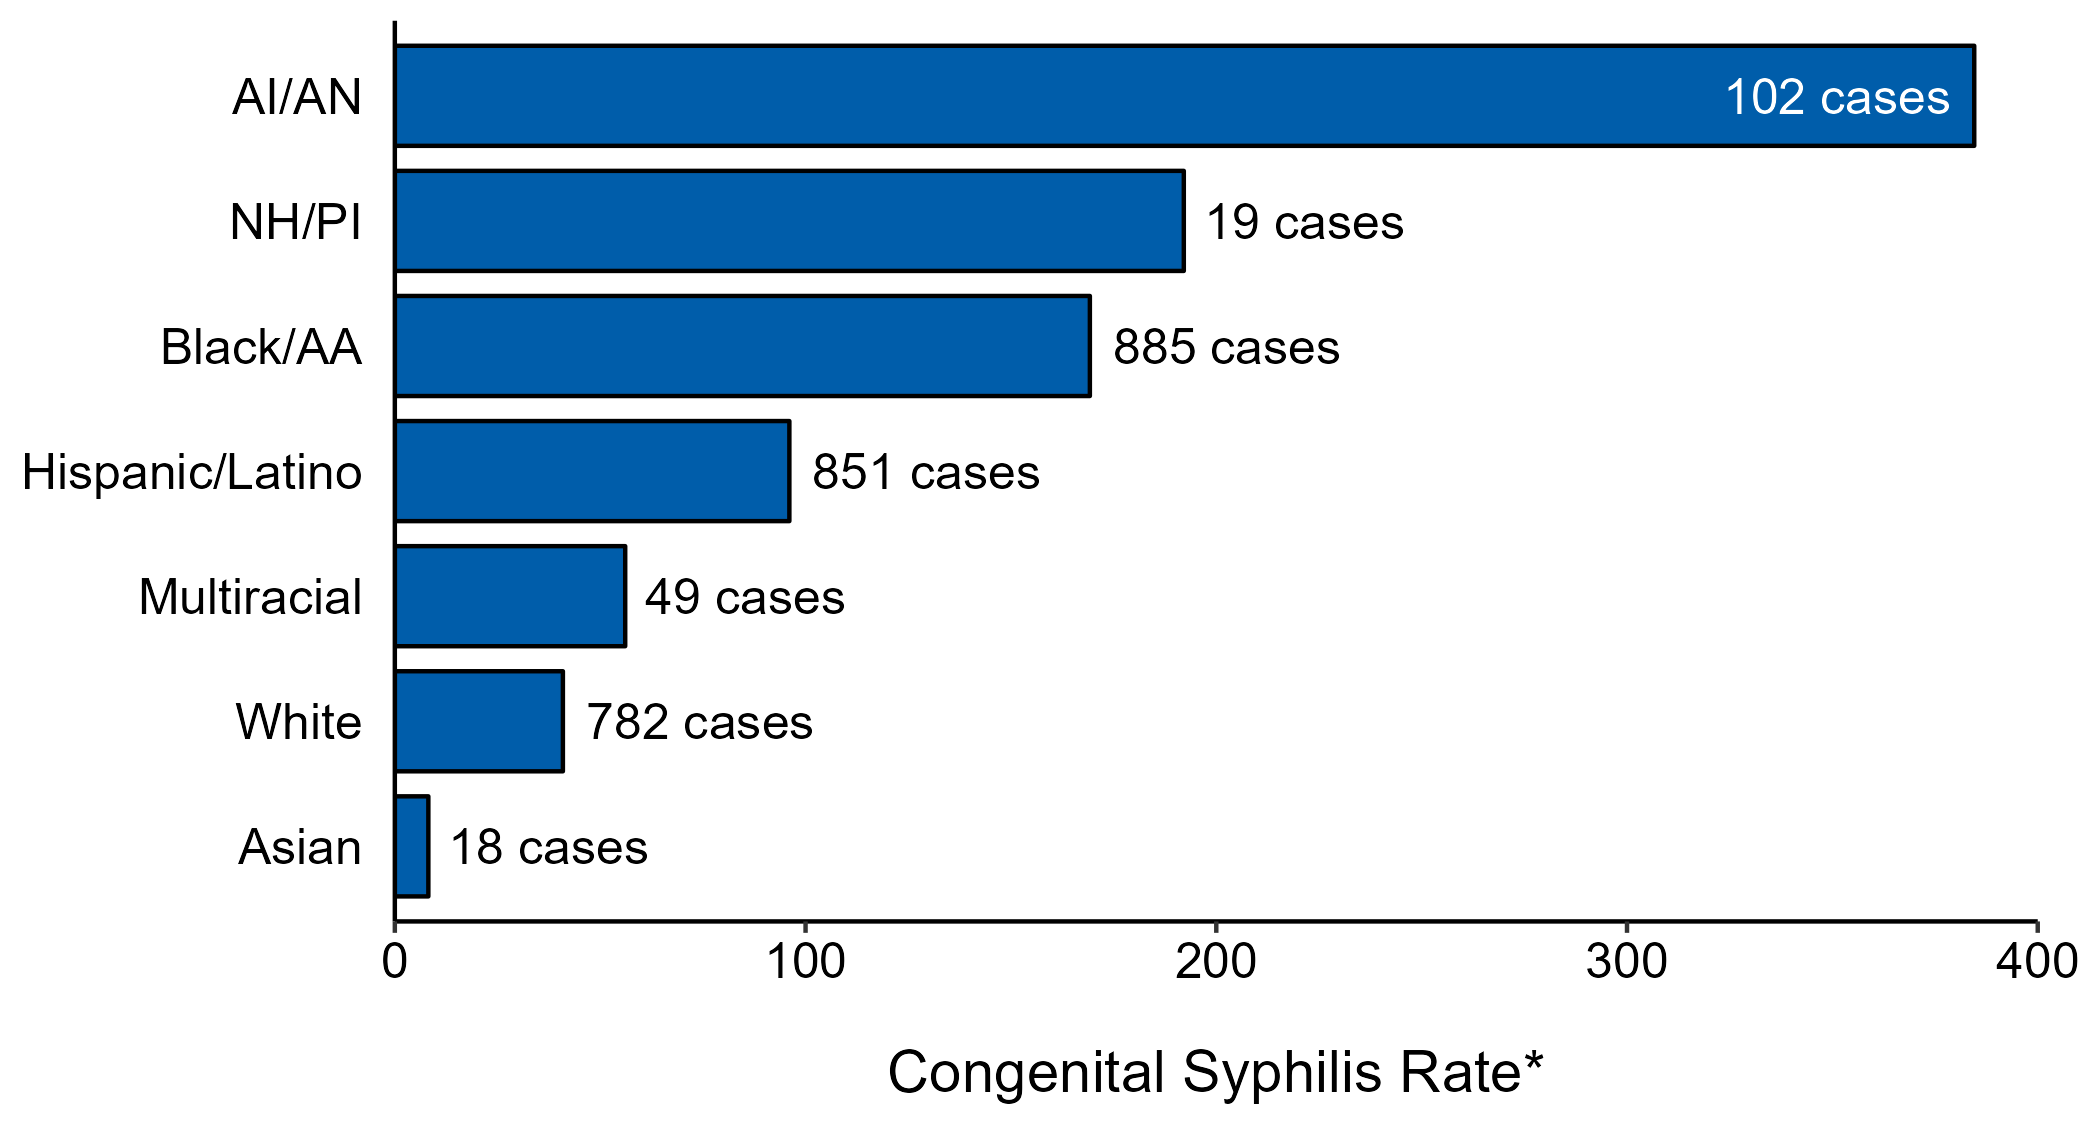 AI/AN 102 cases
NH/PI 19 cases
Black/AA 885 cases
Hispanic/Latino 851 cases
Multiracial 49 cases
White 782 cases
Asian 18 cases
0 100 200 300 400
Congenital Syphilis Rate*